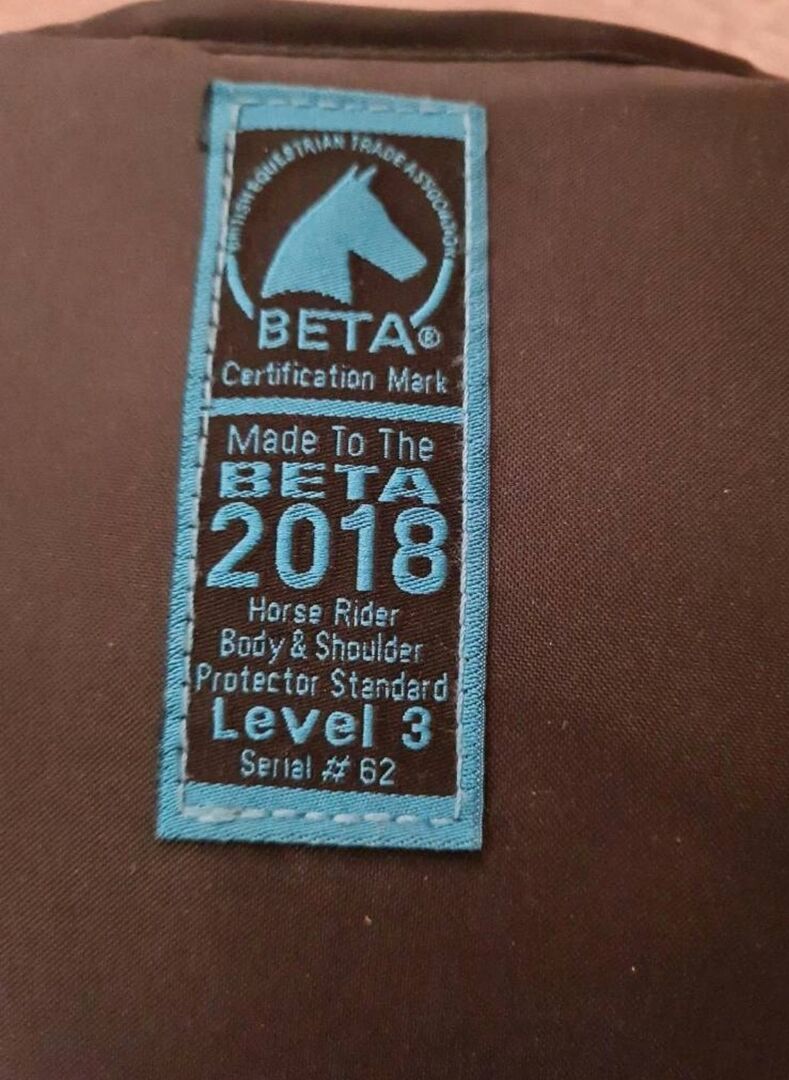 BRITISH EQUESTRIAN TRADE ASSOCIATION
BETA®
Certification Mark
Made To The
BETA
2018
Horse Rider
Body & Shoulder
Protector Standard
Level 3
Serial # 62